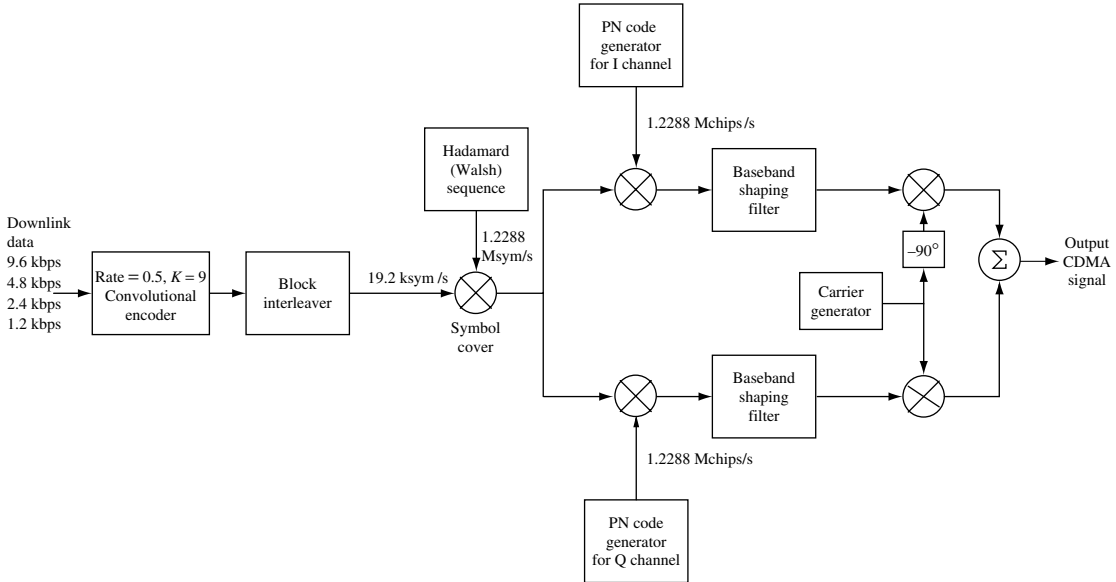 PN code
generator
for I channel
1.2288 Mchips/s
Hadamard
(Walsh)
sequence
1.2288
Msym/s
Baseband
shaping
filter
Downlink
data
9.6 kbps
4.8 kbps
2.4 kbps
1.2 kbps
Rate = 0.5, K = 9
Convolutional
encoder
Block
interleaver
19.2 ksym/s
Symbol
cover
–90°
Carrier
generator
Σ
Output
CDMA
signal
Baseband
shaping
filter
1.2288 Mchips/s
PN code
generator
for Q channel